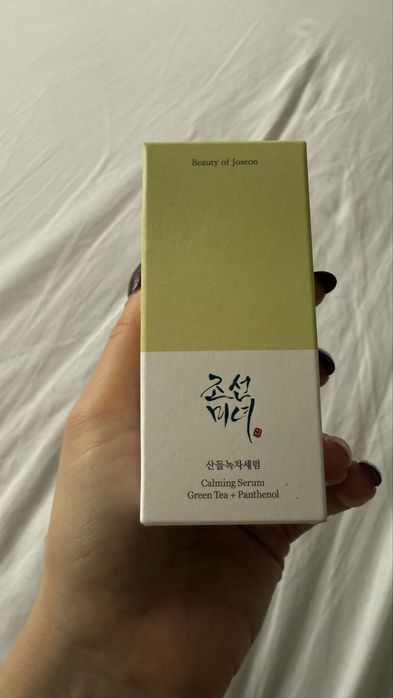 Beauty of Joseon
조선
미녀
산들녹차세럼
Calming Serum
Green Tea + Panthenol